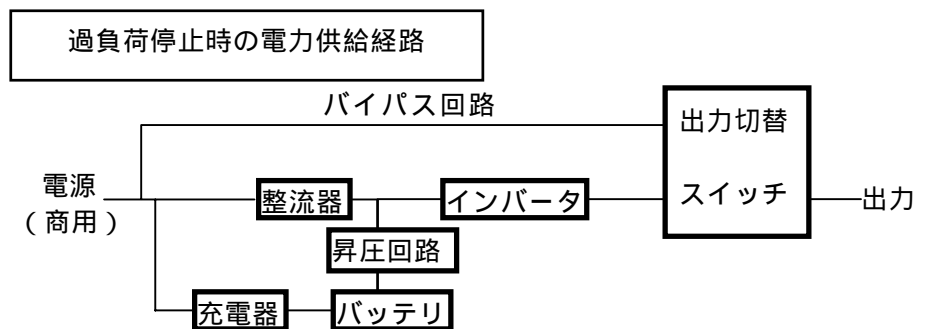 過負荷停止時の電力供給経路
バイパス回路
出力切替
スイッチ
電源
（商用）
整流器
インバータ
出力
昇圧回路
充電器
バッテリ